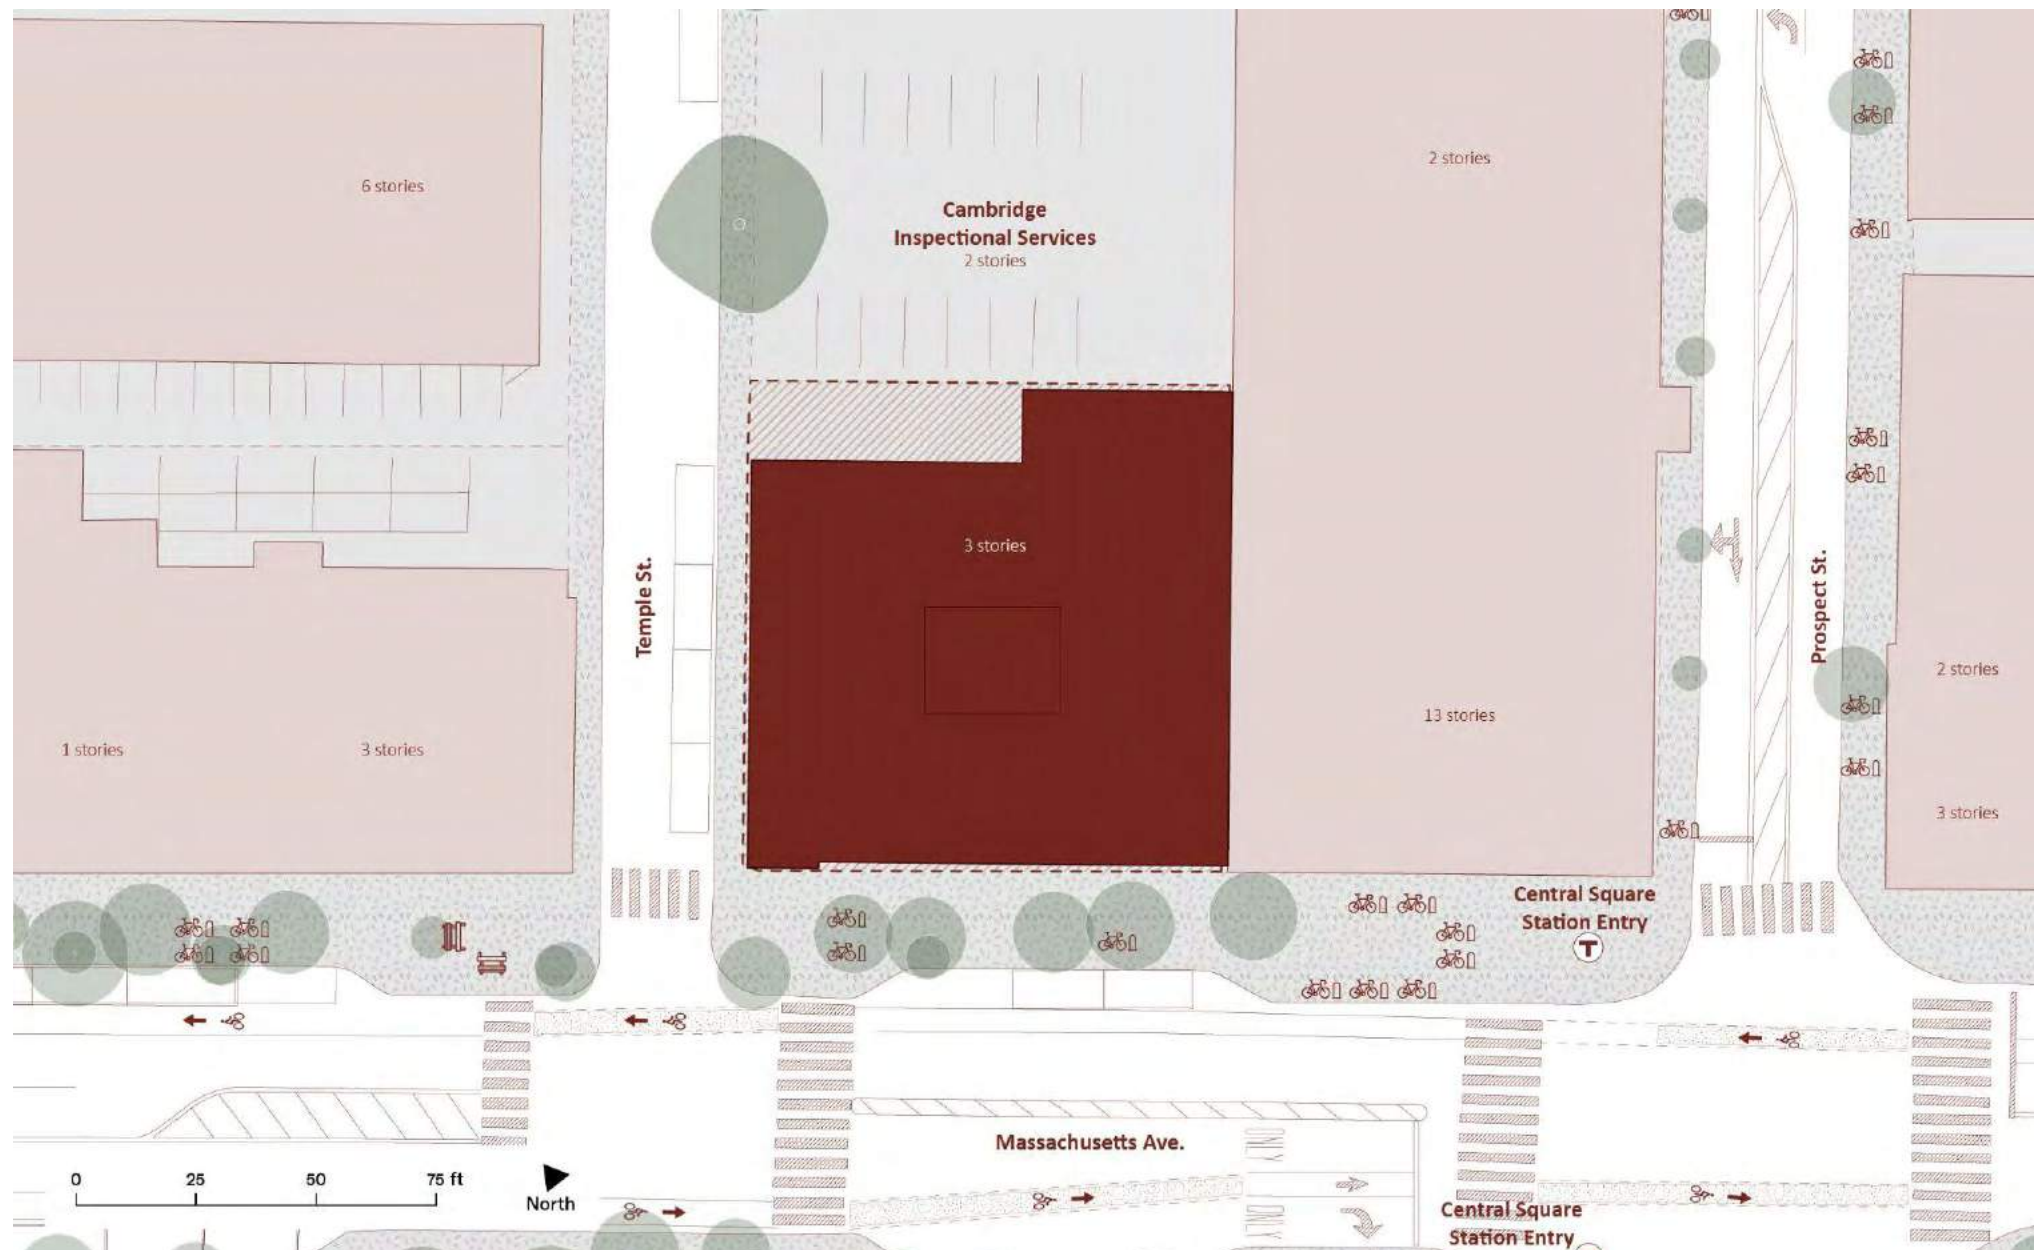 6 stories
2 stories
Cambridge
Inspectional Services
2 stories
3 stories
Temple St.
Prospect St.
2 stories
13 stories
1 stories
3 stories
3 stories
Central Square
Station Entry
T
Massachusetts Ave.
ONLY
0 25 50 75 ft
North
ONLY
Central Square
Station Entry